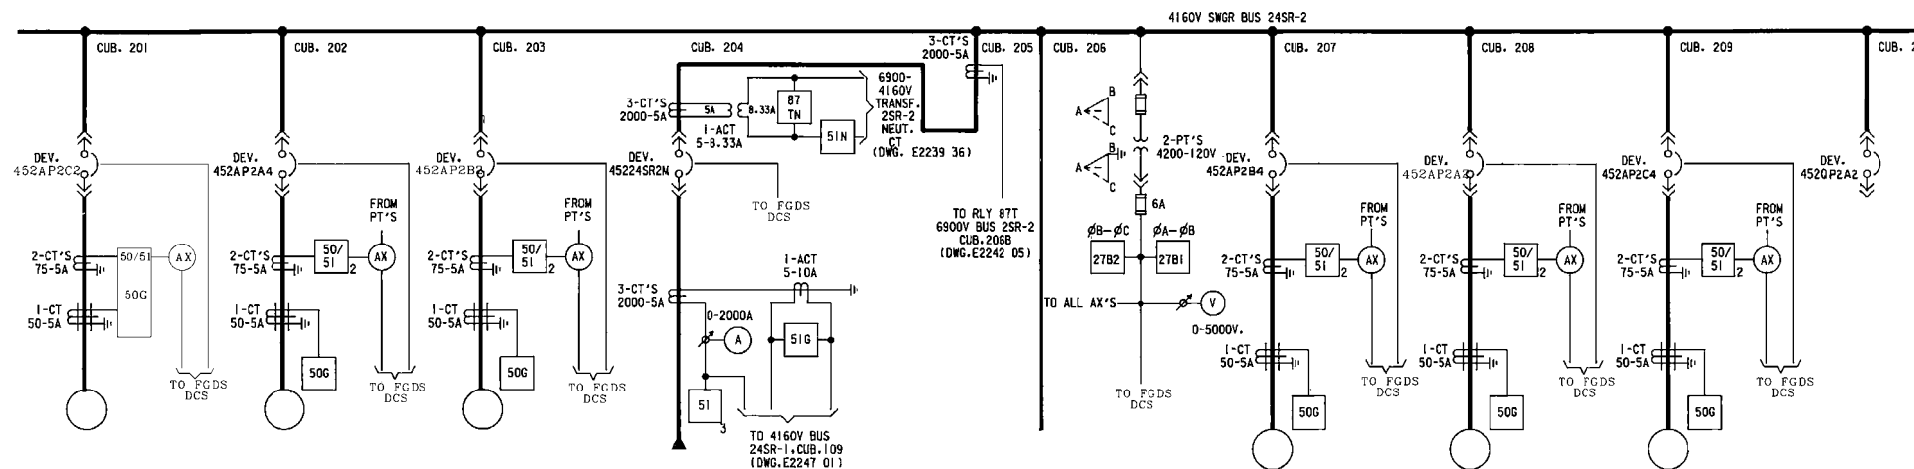 4160V SWGR BUS 24SR-2
CUB. 201
DEV.
452AP2C2
2-CT'S
75-5A
50/51
50G
AX
1-CT
50-5A
TO FGDS
DCS
CUB. 202
DEV.
452AP2A4
FROM
PT'S
2-CT'S
75-5A
50/
51
2
AX
1-CT
50-5A
50G
TO FGDS
DCS
CUB. 203
DEV.
452AP2B2
FROM
PT'S
2-CT'S
75-5A
50/
51
2
AX
1-CT
50-5A
50G
TO FGDS
DCS
CUB. 204
3-CT'S
2000-5A
5A
8.33A
1-ACT
5-8.33A
87
TN
51N
6900-
4160V
TRANSF.
2SR-2
NEUT.
CT
(DWG. E2239 36)
DEV.
45224SR2N
TO FGDS
DCS
3-CT'S
2000-5A
1-ACT
5-10A
0-2000A
A
51G
51
3
TO 4160V BUS
24SR-1.CUB.109
(DWG.E2247 01)
3-CT'S
2000-5A
CUB. 205
TO RLY 87T
6900V BUS 2SR-2
CUB.206B
(DWG.E2242 05)
CUB. 206
B
A
C
B
A
C
2-PT'S
4200-120V
6A
ØB-ØC
ØA-ØB
27B2
27B1
TO ALL AX'S
V
0-5000V.
TO FGDS
DCS
CUB. 207
DEV.
452AP2B4
FROM
PT'S
2-CT'S
75-5A
50/
51
2
AX
1-CT
50-5A
50G
TO FGDS
DCS
CUB. 208
DEV.
452AP2A2
FROM
PT'S
2-CT'S
75-5A
50/
51
2
AX
1-CT
50-5A
50G
TO FGDS
DCS
CUB. 209
DEV.
452AP2C4
FROM
PT'S
2-CT'S
75-5A
50/
51
2
AX
1-CT
50-5A
50G
TO FGDS
DCS
CUB.
DEV.
452QP2A2